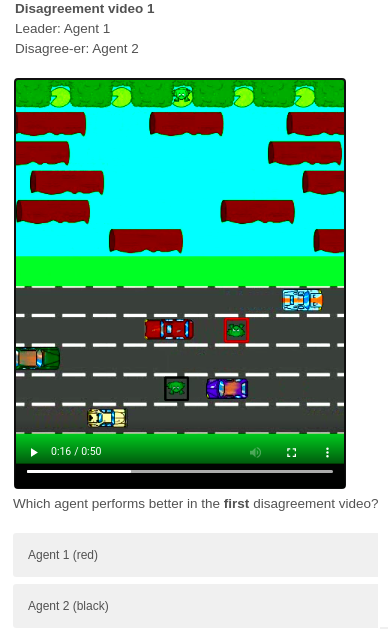 Disagreement video 1
Leader: Agent 1
Disagree-er: Agent 2
0:16 / 0:50
Which agent performs better in the first disagreement video?
Agent 1 (red)
Agent 2 (black)